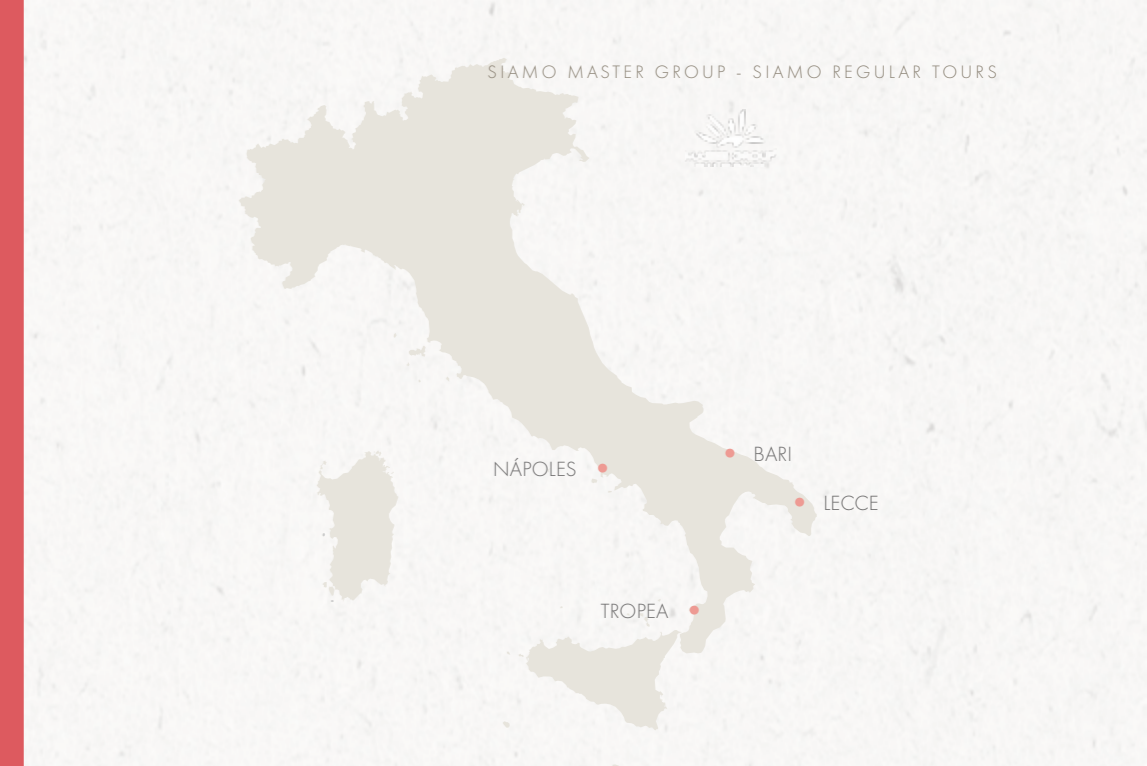 SIAMO MASTER GROUP - SIAMO REGULAR TOURS
NÁPOLES
BARI
LECCE
TROPEA